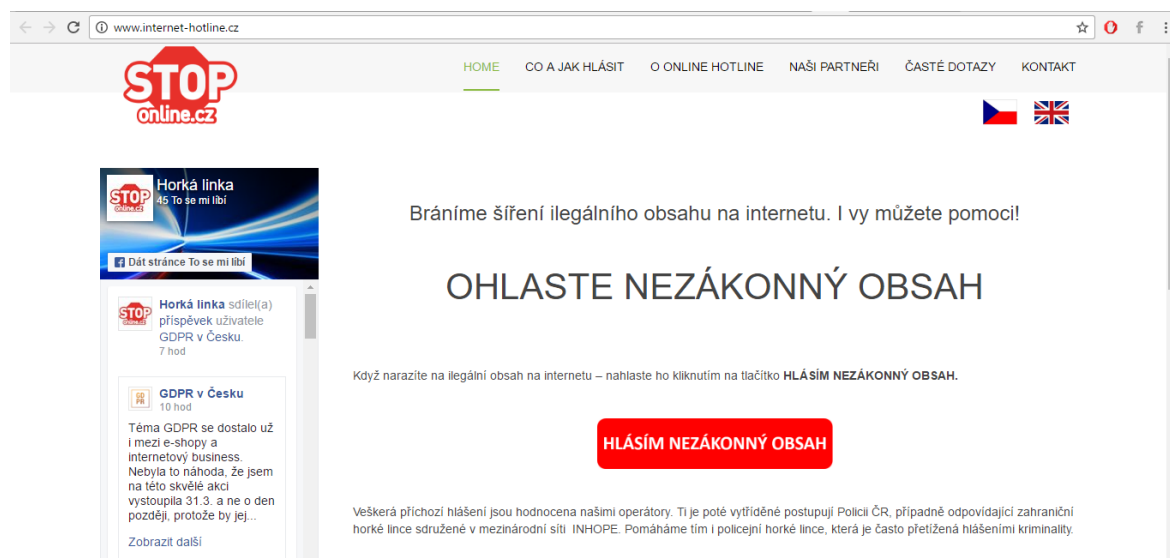 www.internet-hotline.cz
STOP
online.cz
HOME CO A JAK HLÁSIT O ONLINE HOTLINE NAŠI PARTNEŘI ČASTÉ DOTAZY KONTAKT
STOP
online.cz
Horká linka
45 To se mi líbí
Dát stránce To se mi líbí
STOP
online.cz
Horká linka sdílel(a)
příspěvek uživatele
GDPR v Česku.
7 hod
GD
PR
GDPR v Česku
10 hod
Téma GDPR se dostalo už
i mezi e-shopy a
internetový business.
Nebyla to náhoda, že jsem
na této skvělé akci
vystoupila 31.3. a ne o den
později, protože by jej...
Zobrazit další
Bráníme šíření ilegálního obsahu na internetu. I vy můžete pomoci!
OHLASTE NEZÁKONNÝ OBSAH
Když narazíte na ilegální obsah na internetu – nahlaste ho kliknutím na tlačítko HLÁSÍM NEZÁKONNÝ OBSAH.
HLÁSÍM NEZÁKONNÝ OBSAH
Veškerá příchozí hlášení jsou hodnocena našimi operátory. Ti je poté vytříděné postupují Policii ČR, případně odpovídající zahraniční
horké lince sdružené v mezinárodní síti INHOPE. Pomáháme tím i policejní horké lince, která je často přetížená hlášeními kriminality.